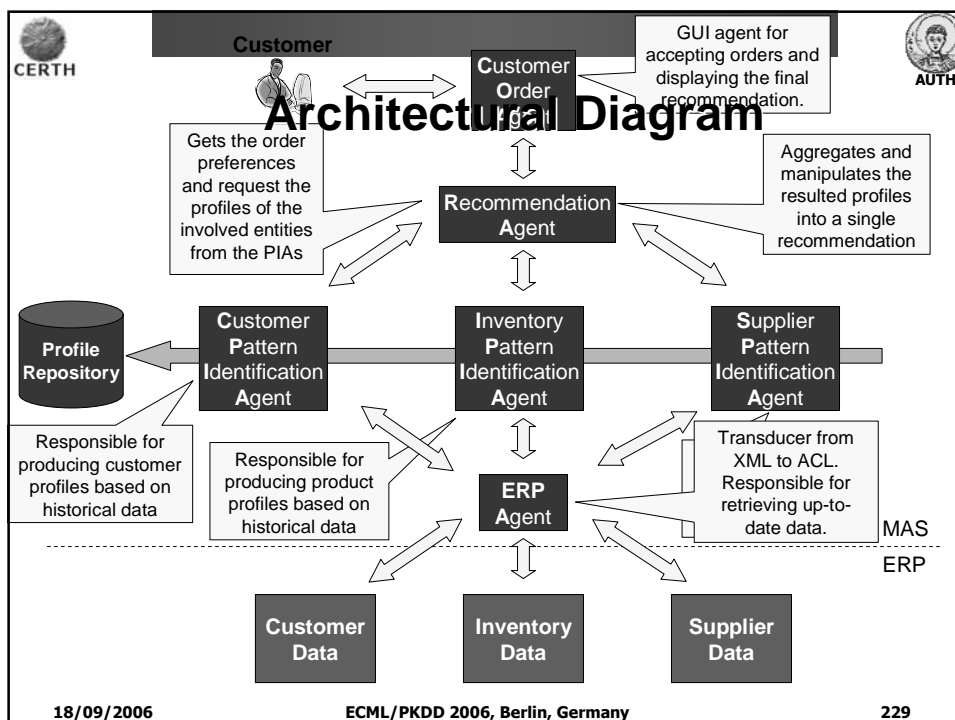 CERTH
AUTH
Customer
Customer
Order
Agent
GUI agent for
accepting orders and
displaying the final
recommendation.
Architectural Diagram
Gets the order
preferences
and request the
profiles of the
involved entities
from the PIAs
Recommendation
Agent
Aggregates and
manipulates the
resulted profiles
into a single
recommendation
Profile
Repository
Customer
Pattern
Identification
Agent
Inventory
Pattern
Identification
Agent
Supplier
Pattern
Identification
Agent
Responsible for
producing customer
profiles based on
historical data
Responsible for
producing product
profiles based on
historical data
ERP
Agent
Transducer from
XML to ACL.
Responsible for
retrieving up-to-
date data.
MAS
ERP
Customer
Data
Inventory
Data
Supplier
Data
18/09/2006
ECML/PKDD 2006, Berlin, Germany
229